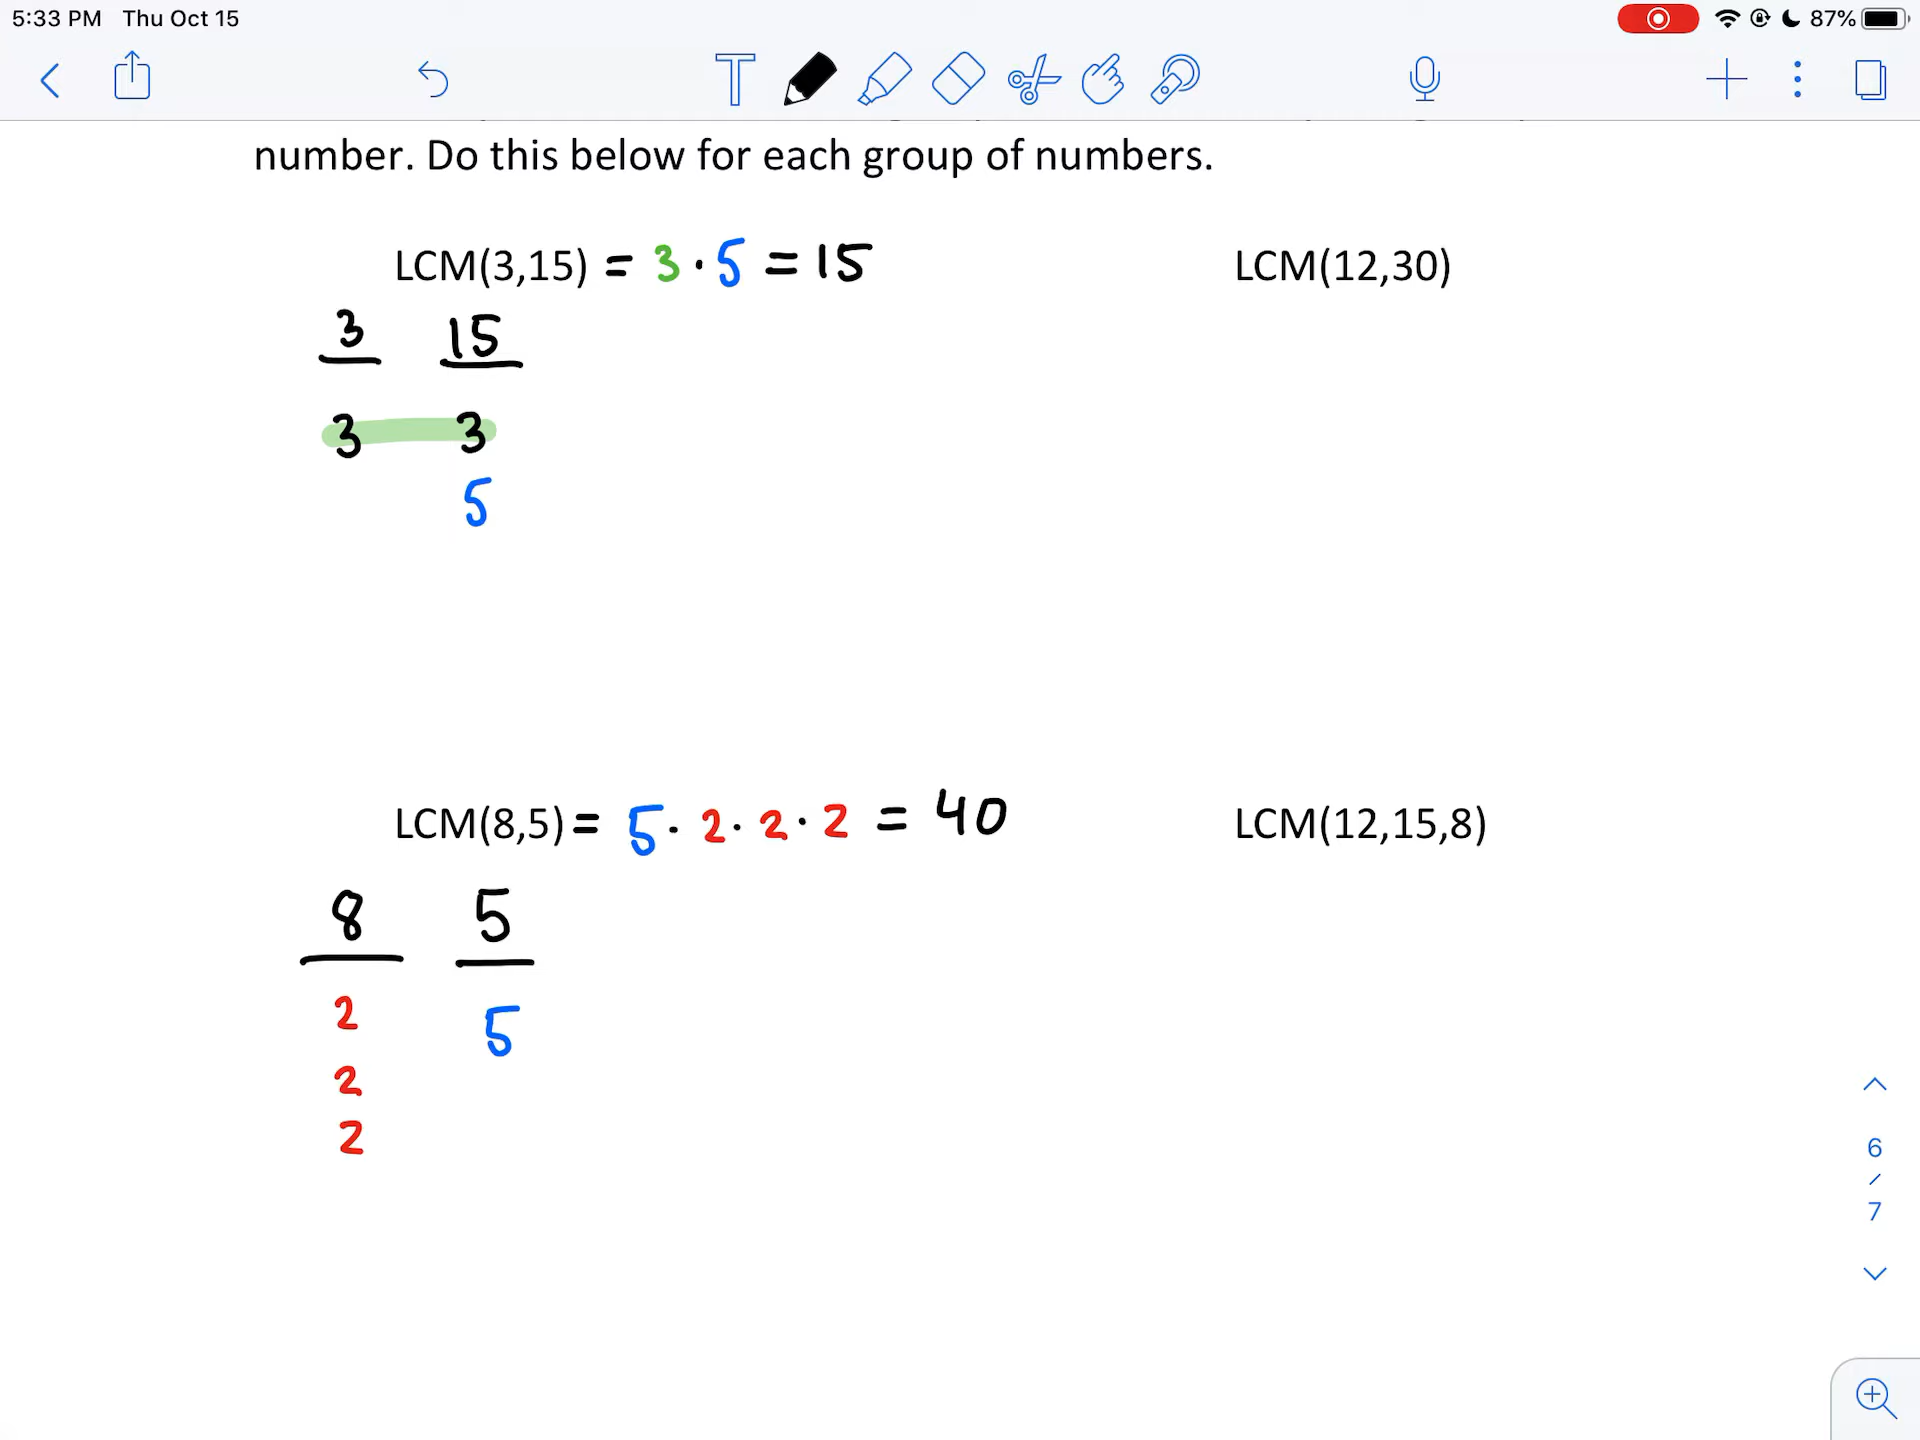 5:33 PM Thu Oct 15 87%
T
number. Do this below for each group of numbers.
LCM(3,15) = 3 · 5 = 15
3 15
3 3
5
LCM(12,30)
LCM(8,5) = 5 · 2 · 2 · 2 = 40
8 5
2 5
2
2
LCM(12,15,8)
6
/
7